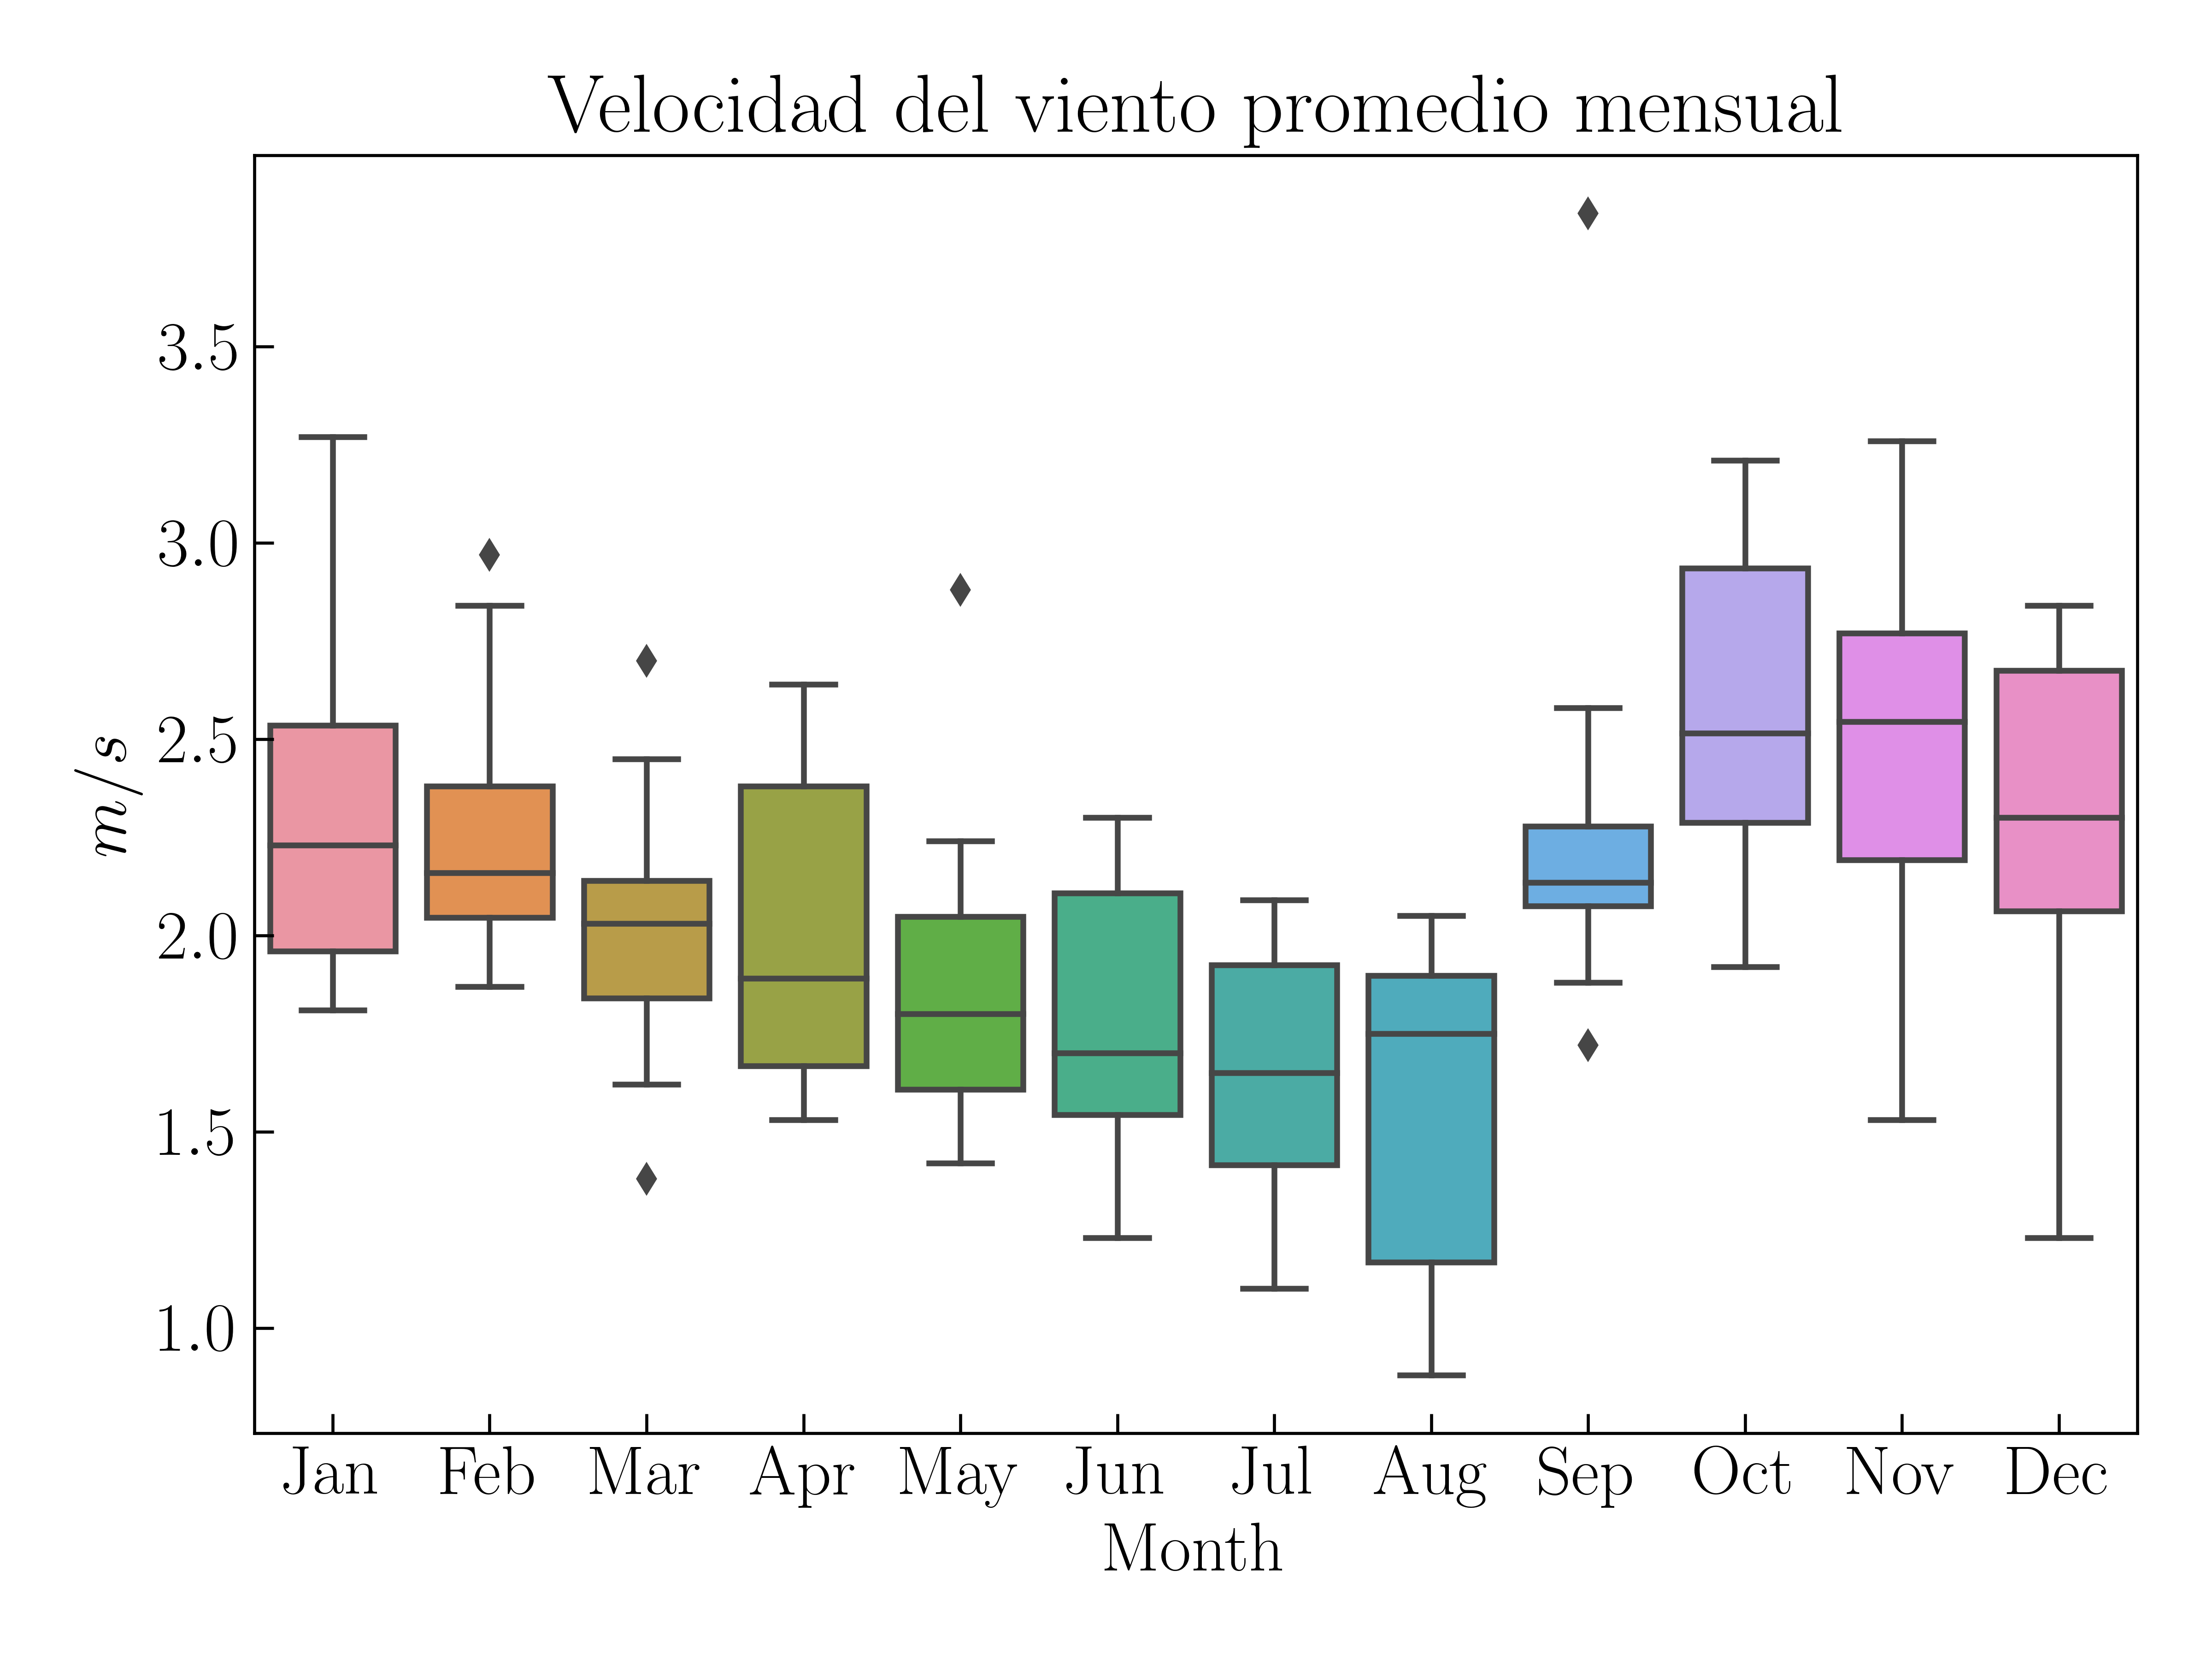 Velocidad del viento promedio mensual
3.5
3.0
2.5
2.0
1.5
1.0
m/s
Jan Feb Mar Apr May Jun Jul Aug Sep Oct Nov Dec
Month